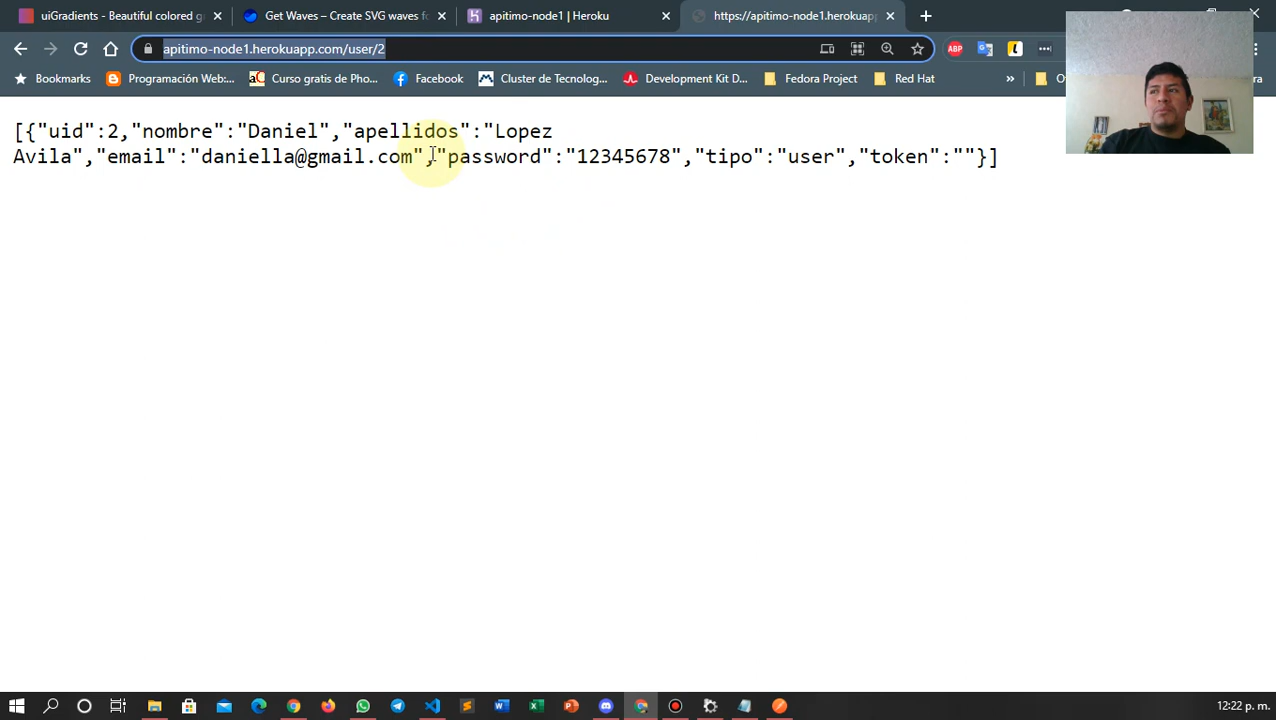 uiGradients - Beautiful colored g
Get Waves – Create SVG waves fo
apitimo-node1 | Heroku
https://apitimo-node1.herokuapp.
apitimo-node1.herokuapp.com/user/2
ABP
Bookmarks
Programación Web:...
Curso gratis de Pho...
Facebook
Cluster de Tecnolog...
Development Kit D...
Fedora Project
Red Hat
»
[{"uid":2,"nombre":"Daniel","apellidos":"Lopez
Avila","email":"daniella@gmail.com","password":"12345678","tipo":"user","token":""}]
12:22 p. m.